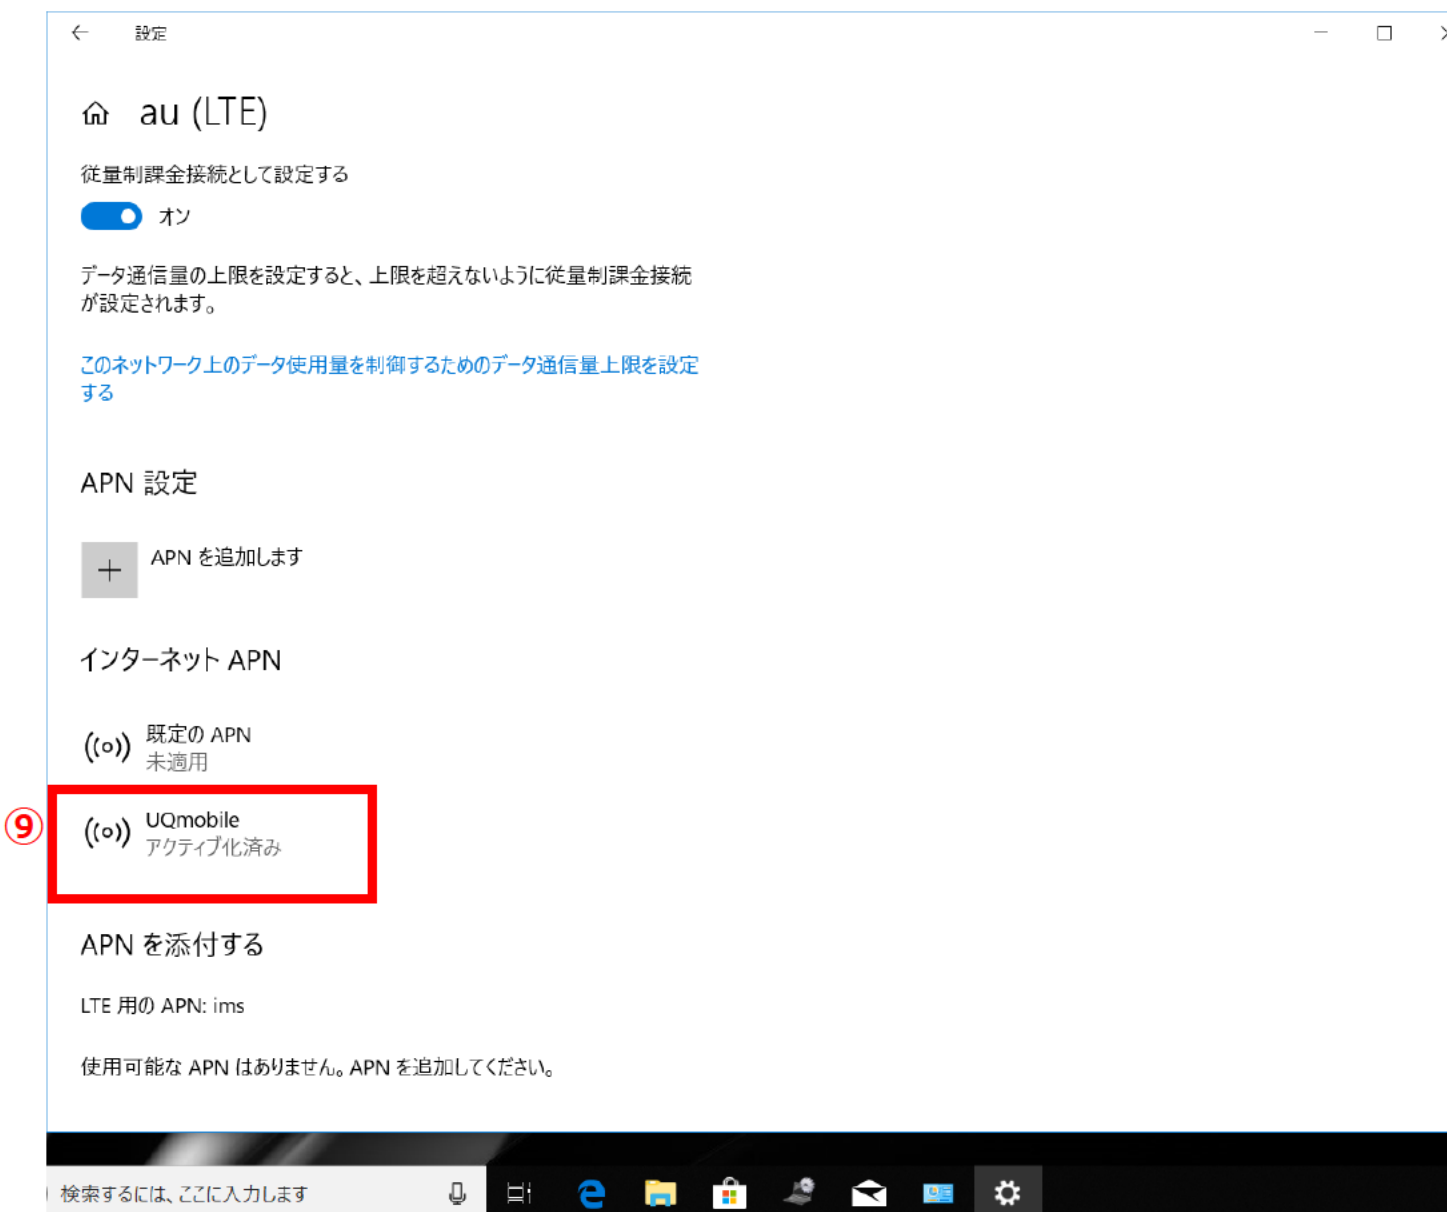 設定
au (LTE)
従量制課金接続として設定する
オン
データ通信量の上限を設定すると、上限を超えないように従量制課金接続
が設定されます。
このネットワーク上のデータ使用量を制御するためのデータ通信量上限を設定
する
APN 設定
APN を追加します
インターネット APN
既定の APN
未適用
⑨
UQmobile
アクティブ化済み
APN を添付する
LTE 用の APN: ims
使用可能な APN はありません。APN を追加してください。
検索するには、ここに入力します